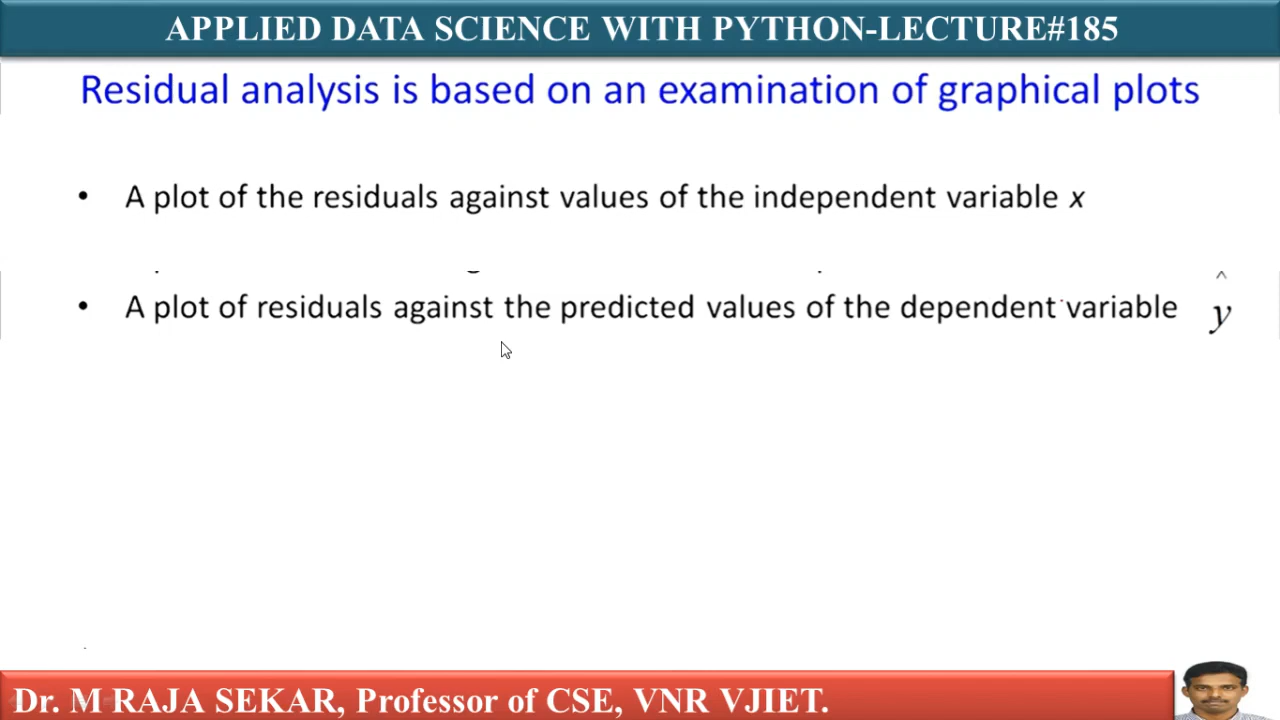 APPLIED DATA SCIENCE WITH PYTHON-LECTURE#185
Residual analysis is based on an examination of graphical plots
• A plot of the residuals against values of the independent variable x
• A plot of residuals against the predicted values of the dependent variable ŷ
Dr. M RAJA SEKAR, Professor of CSE, VNR VJIET.